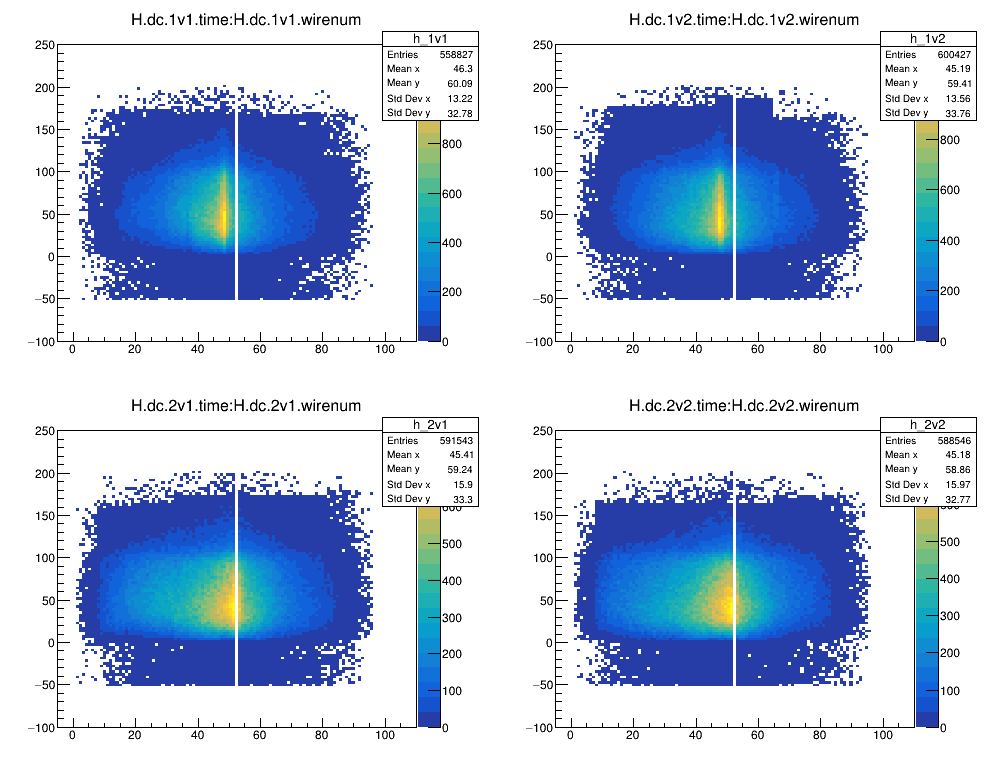 H.dc.1v1.time:H.dc.1v1.wirenum
h_1v1
Entries 558827
Mean x 46.3
Mean y 60.09
Std Dev x 13.22
Std Dev y 32.78
250
200
150
100
50
0
−50
−100
0 20 40 60 80 100
800
600
400
200
0
H.dc.1v2.time:H.dc.1v2.wirenum
h_1v2
Entries 600427
Mean x 45.19
Mean y 59.41
Std Dev x 13.56
Std Dev y 33.76
250
200
150
100
50
0
−50
−100
0 20 40 60 80 100
800
600
400
200
0
H.dc.2v1.time:H.dc.2v1.wirenum
h_2v1
Entries 591543
Mean x 45.41
Mean y 59.24
Std Dev x 15.9
Std Dev y 33.3
250
200
150
100
50
0
−50
−100
0 20 40 60 80 100
600
500
400
300
200
100
0
H.dc.2v2.time:H.dc.2v2.wirenum
h_2v2
Entries 588546
Mean x 45.18
Mean y 58.86
Std Dev x 15.97
Std Dev y 32.77
250
200
150
100
50
0
−50
−100
0 20 40 60 80 100
500
400
300
200
100
0